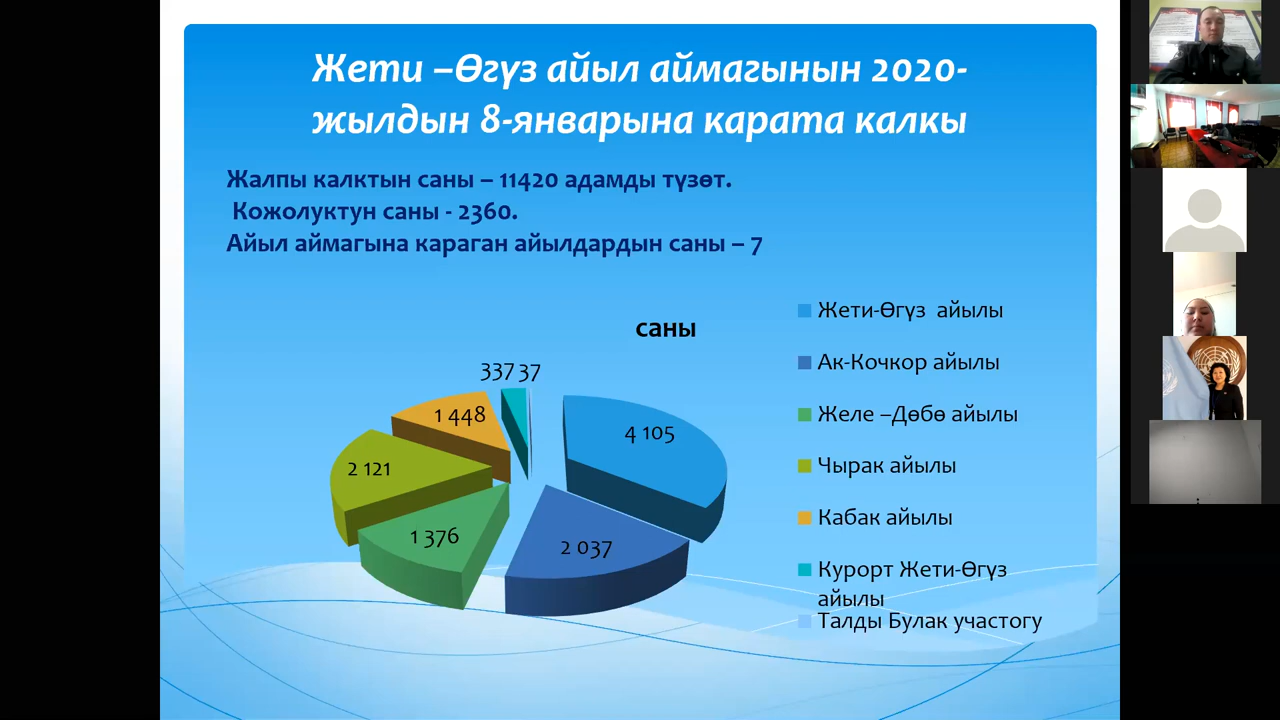 Жети –Өгүз айыл аймагынын 2020-
жылдын 8-январына карата калкы
Жалпы калктын саны – 11420 адамды түзөт.
Кожолуктун саны - 2360.
Айыл аймагына караган айылдардын саны – 7
саны
337 37
1 448
4 105
2 121
1 376
2 037
Жети-Өгүз айылы
Ак-Кочкор айылы
Желе –Дөбө айылы
Чырак айылы
Кабак айылы
Курорт Жети-Өгүз
айылы
Талды Булак участогу